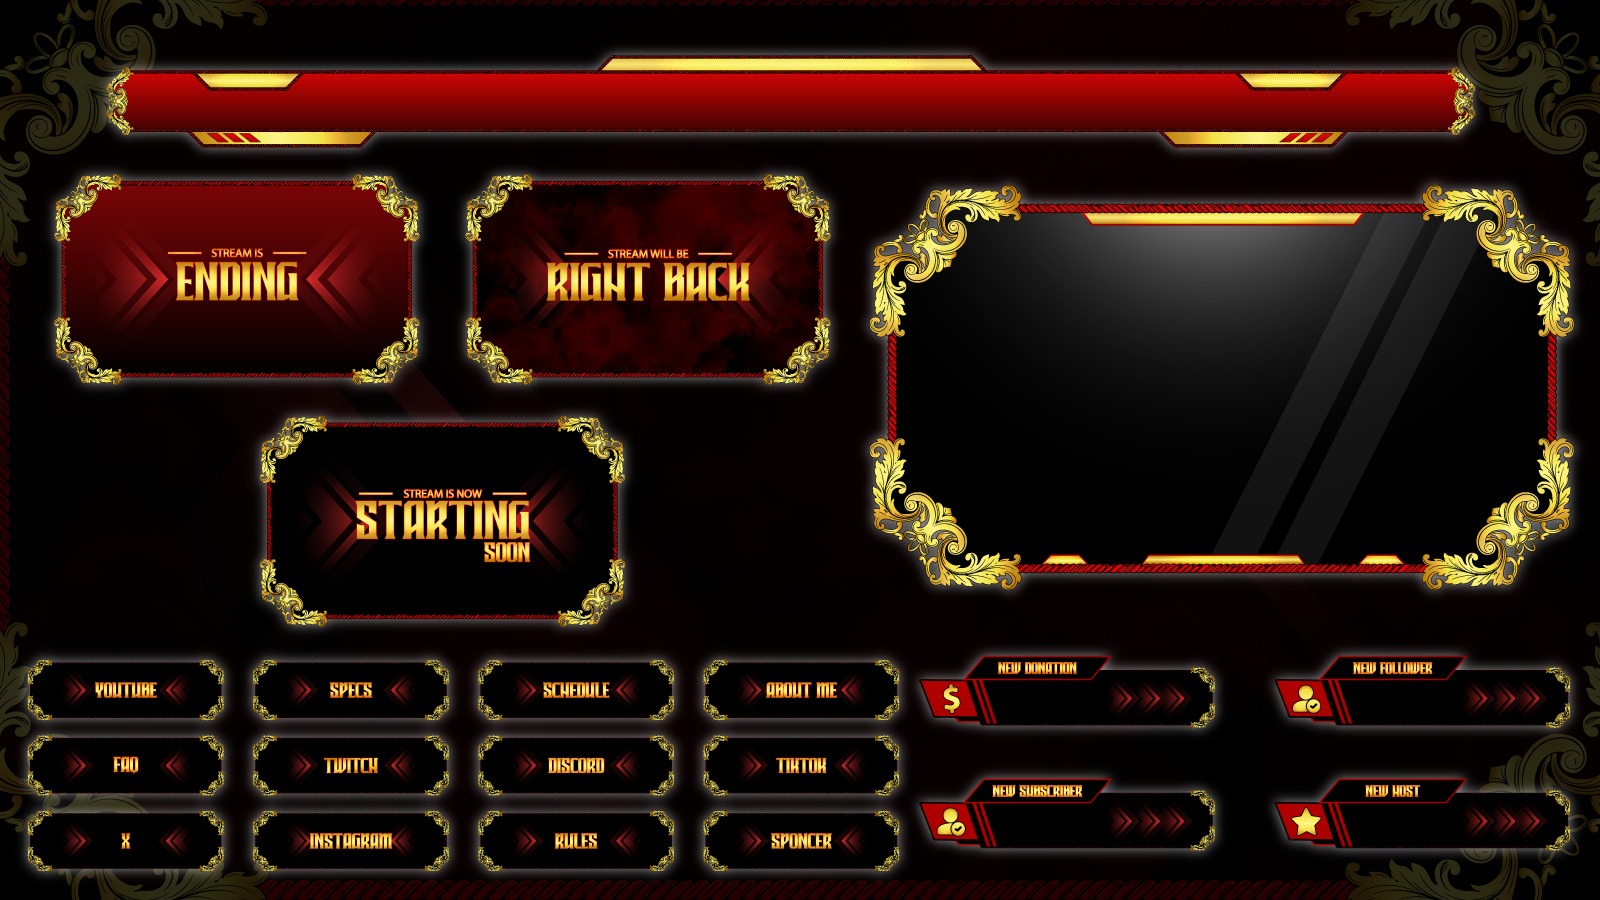 STREAM IS
ENDING
STREAM WILL BE
RIGHT BACK
STREAM IS NOW
STARTING
SOON
YOUTUBE
SPECS
SCHEDULE
ABOUT ME
FAQ
TWITCH
DISCORD
TIKTOK
X
INSTAGRAM
RULES
SPONCER
NEW DONATION
$
NEW FOLLOWER
NEW SUBSCRIBER
NEW HOST